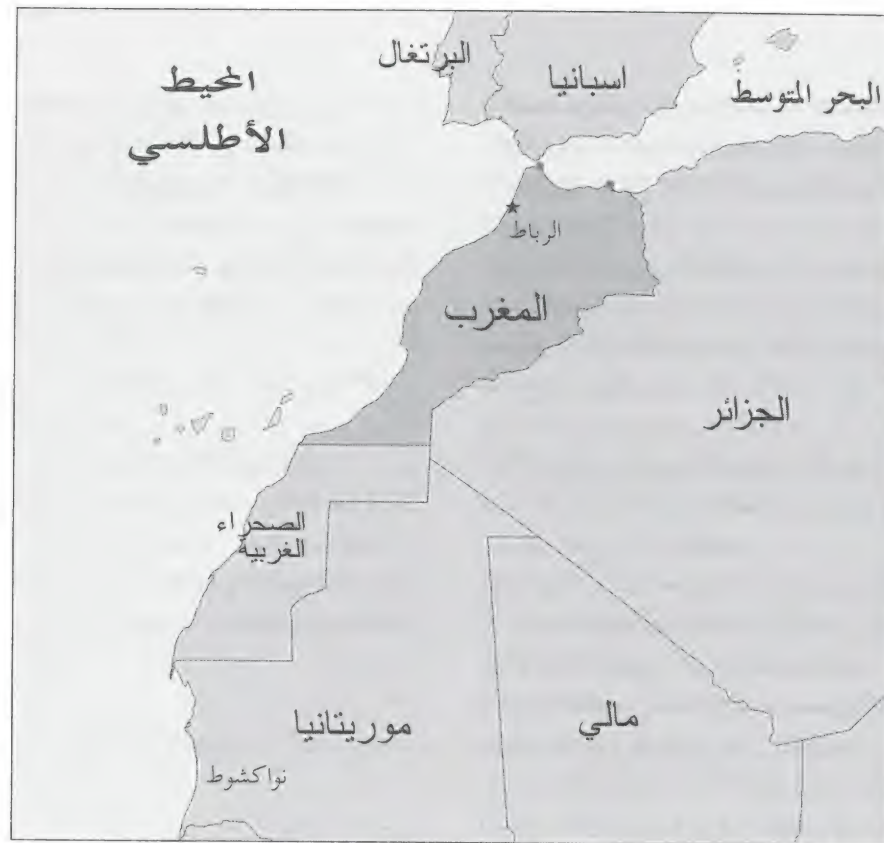 البرتغال
اسبانيا
المحيط
الأطلسي
البحر المتوسط
الرباط
المغرب
الجزائر
الصحراء
الغربية
موريتانيا
مالي
نواكشوط